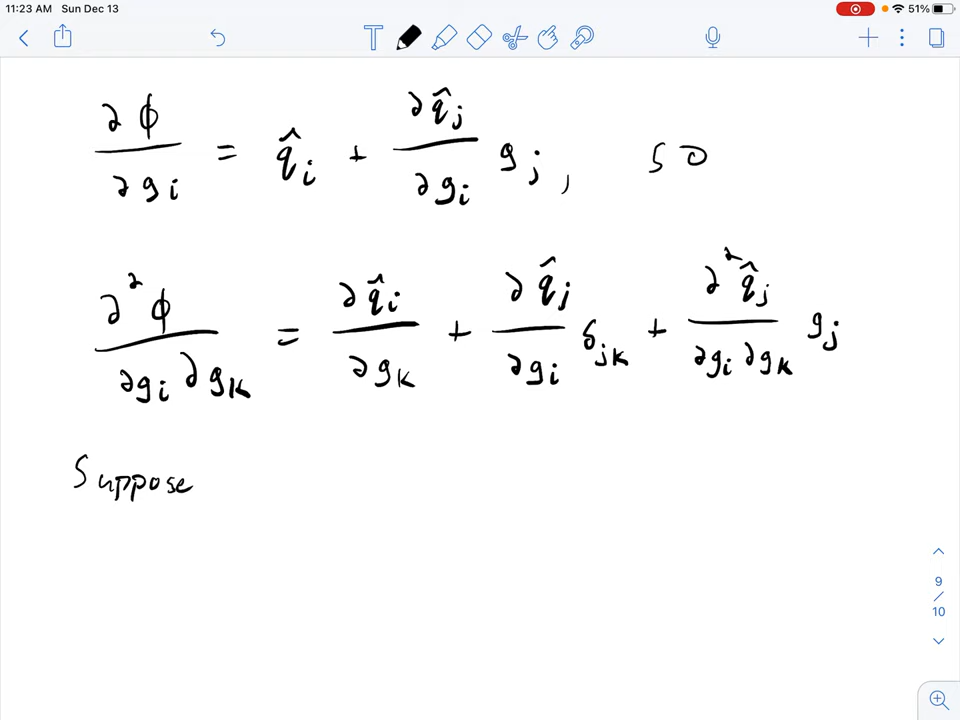 11:23 AM Sun Dec 13 51%
T
∂ϕ/∂g_i = q̂_i + ∂q̂_j/∂g_i g_j, so
∂²ϕ/∂g_i ∂g_k = ∂q̂_i/∂g_k + ∂q̂_j/∂g_i δ_jk + ∂²q̂_j/∂g_i ∂g_k g_j
Suppose
9
/
10